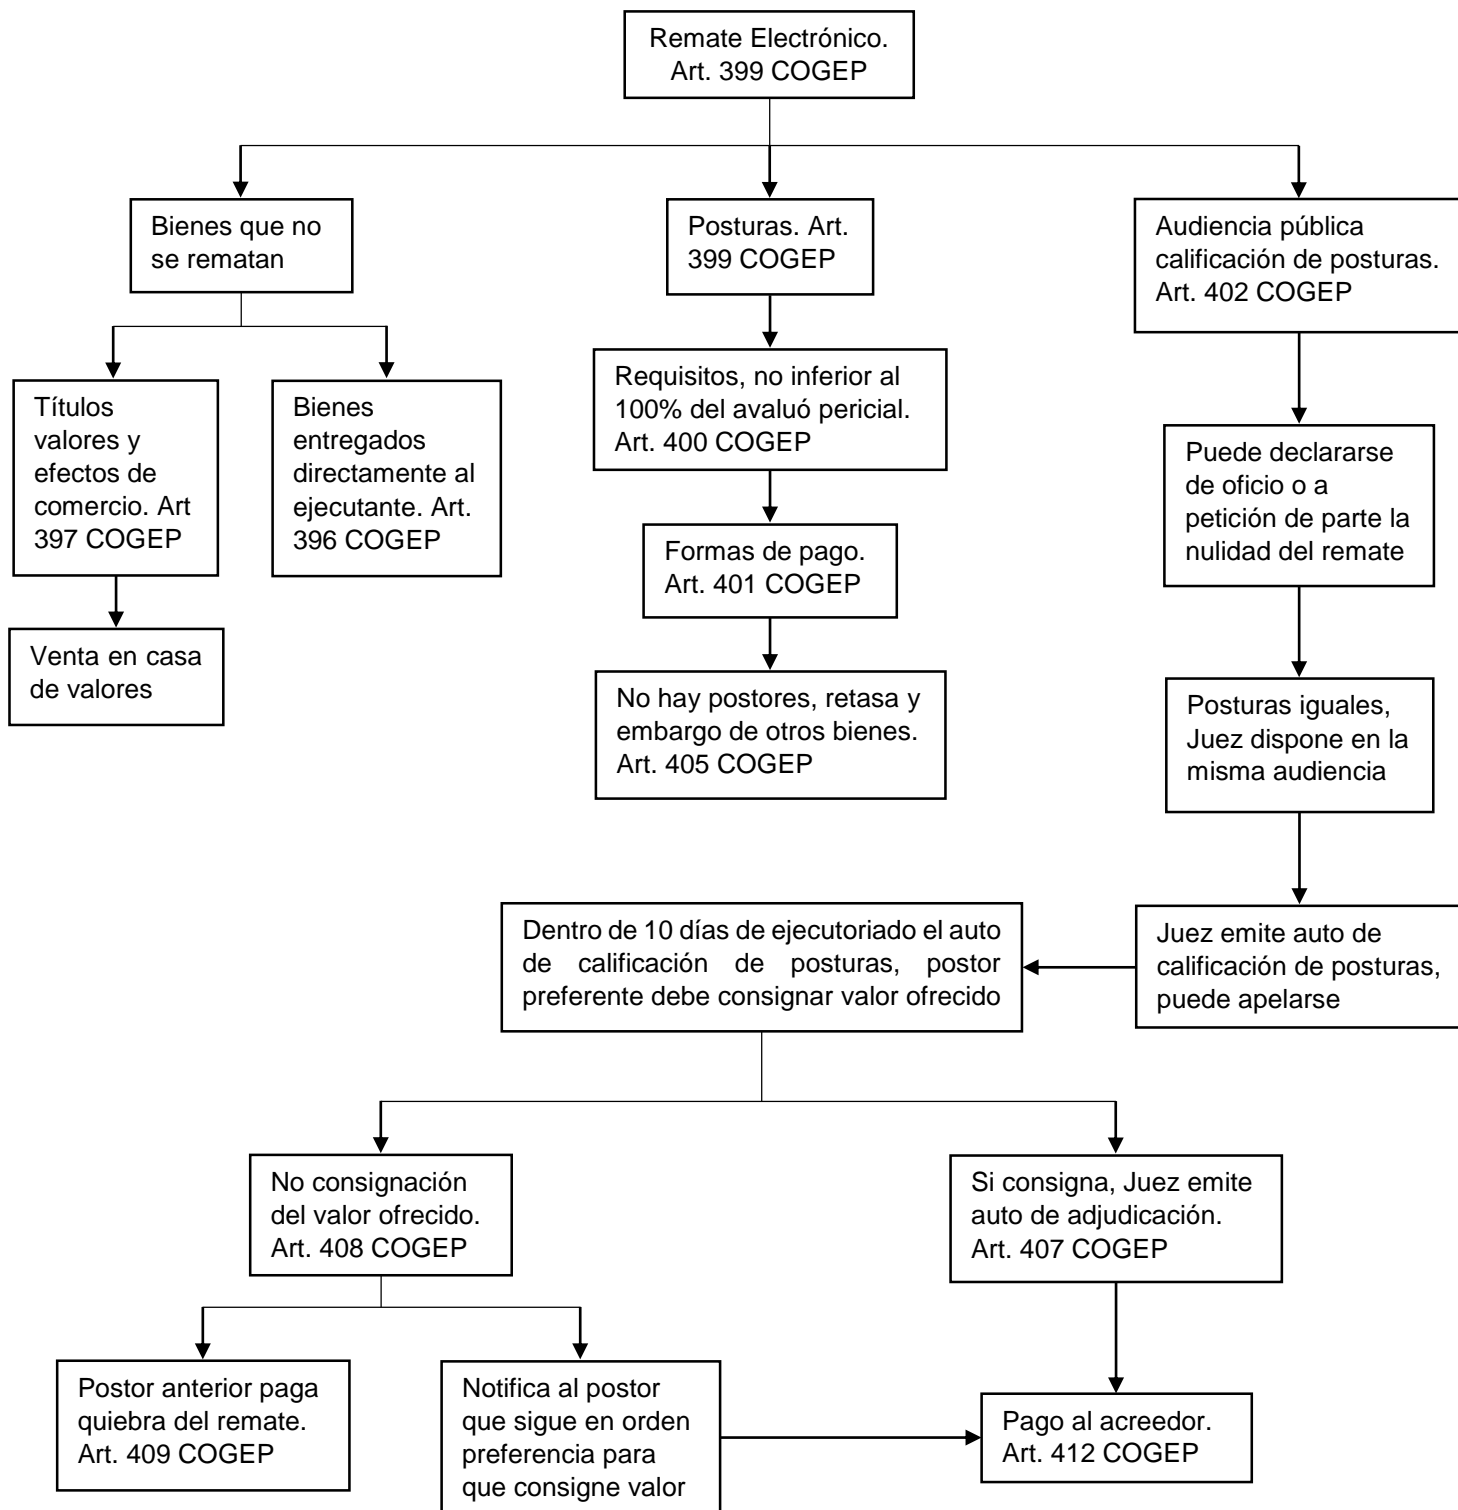 Remate Electrónico.
Art. 399 COGEP
Bienes que no
se rematan
Posturas. Art.
399 COGEP
Audiencia pública
calificación de posturas.
Art. 402 COGEP
Títulos
valores y
efectos de
comercio. Art
397 COGEP
Bienes
entregados
directamente al
ejecutante. Art.
396 COGEP
Requisitos, no inferior al
100% del avaluó pericial.
Art. 400 COGEP
Puede declararse
de oficio o a
petición de parte la
nulidad del remate
Formas de pago.
Art. 401 COGEP
Venta en casa
de valores
No hay postores, retasa y
embargo de otros bienes.
Art. 405 COGEP
Posturas iguales,
Juez dispone en la
misma audiencia
Dentro de 10 días de ejecutoriado el auto
de calificación de posturas, postor
preferente debe consignar valor ofrecido
Juez emite auto de
calificación de posturas,
puede apelarse
No consignación
del valor ofrecido.
Art. 408 COGEP
Si consigna, Juez emite
auto de adjudicación.
Art. 407 COGEP
Postor anterior paga
quiebra del remate.
Art. 409 COGEP
Notifica al postor
que sigue en orden
preferencia para
que consigne valor
Pago al acreedor.
Art. 412 COGEP